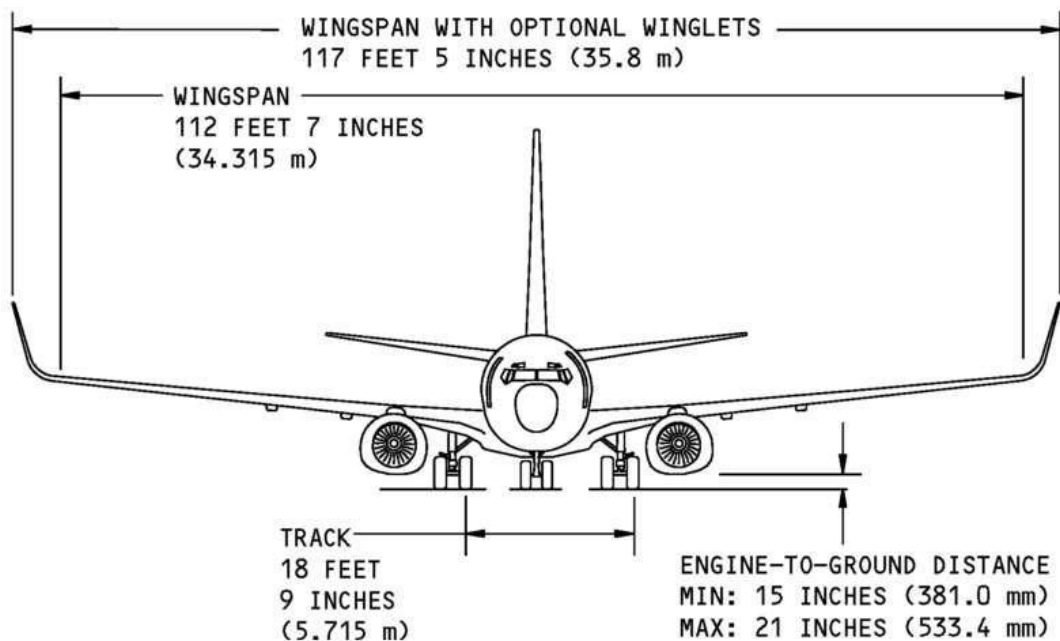 WINGSPAN WITH OPTIONAL WINGLETS
117 FEET 5 INCHES (35.8 m)
WINGSPAN
112 FEET 7 INCHES
(34.315 m)
TRACK
18 FEET
9 INCHES
(5.715 m)
ENGINE-TO-GROUND DISTANCE
MIN: 15 INCHES (381.0 mm)
MAX: 21 INCHES (533.4 mm)